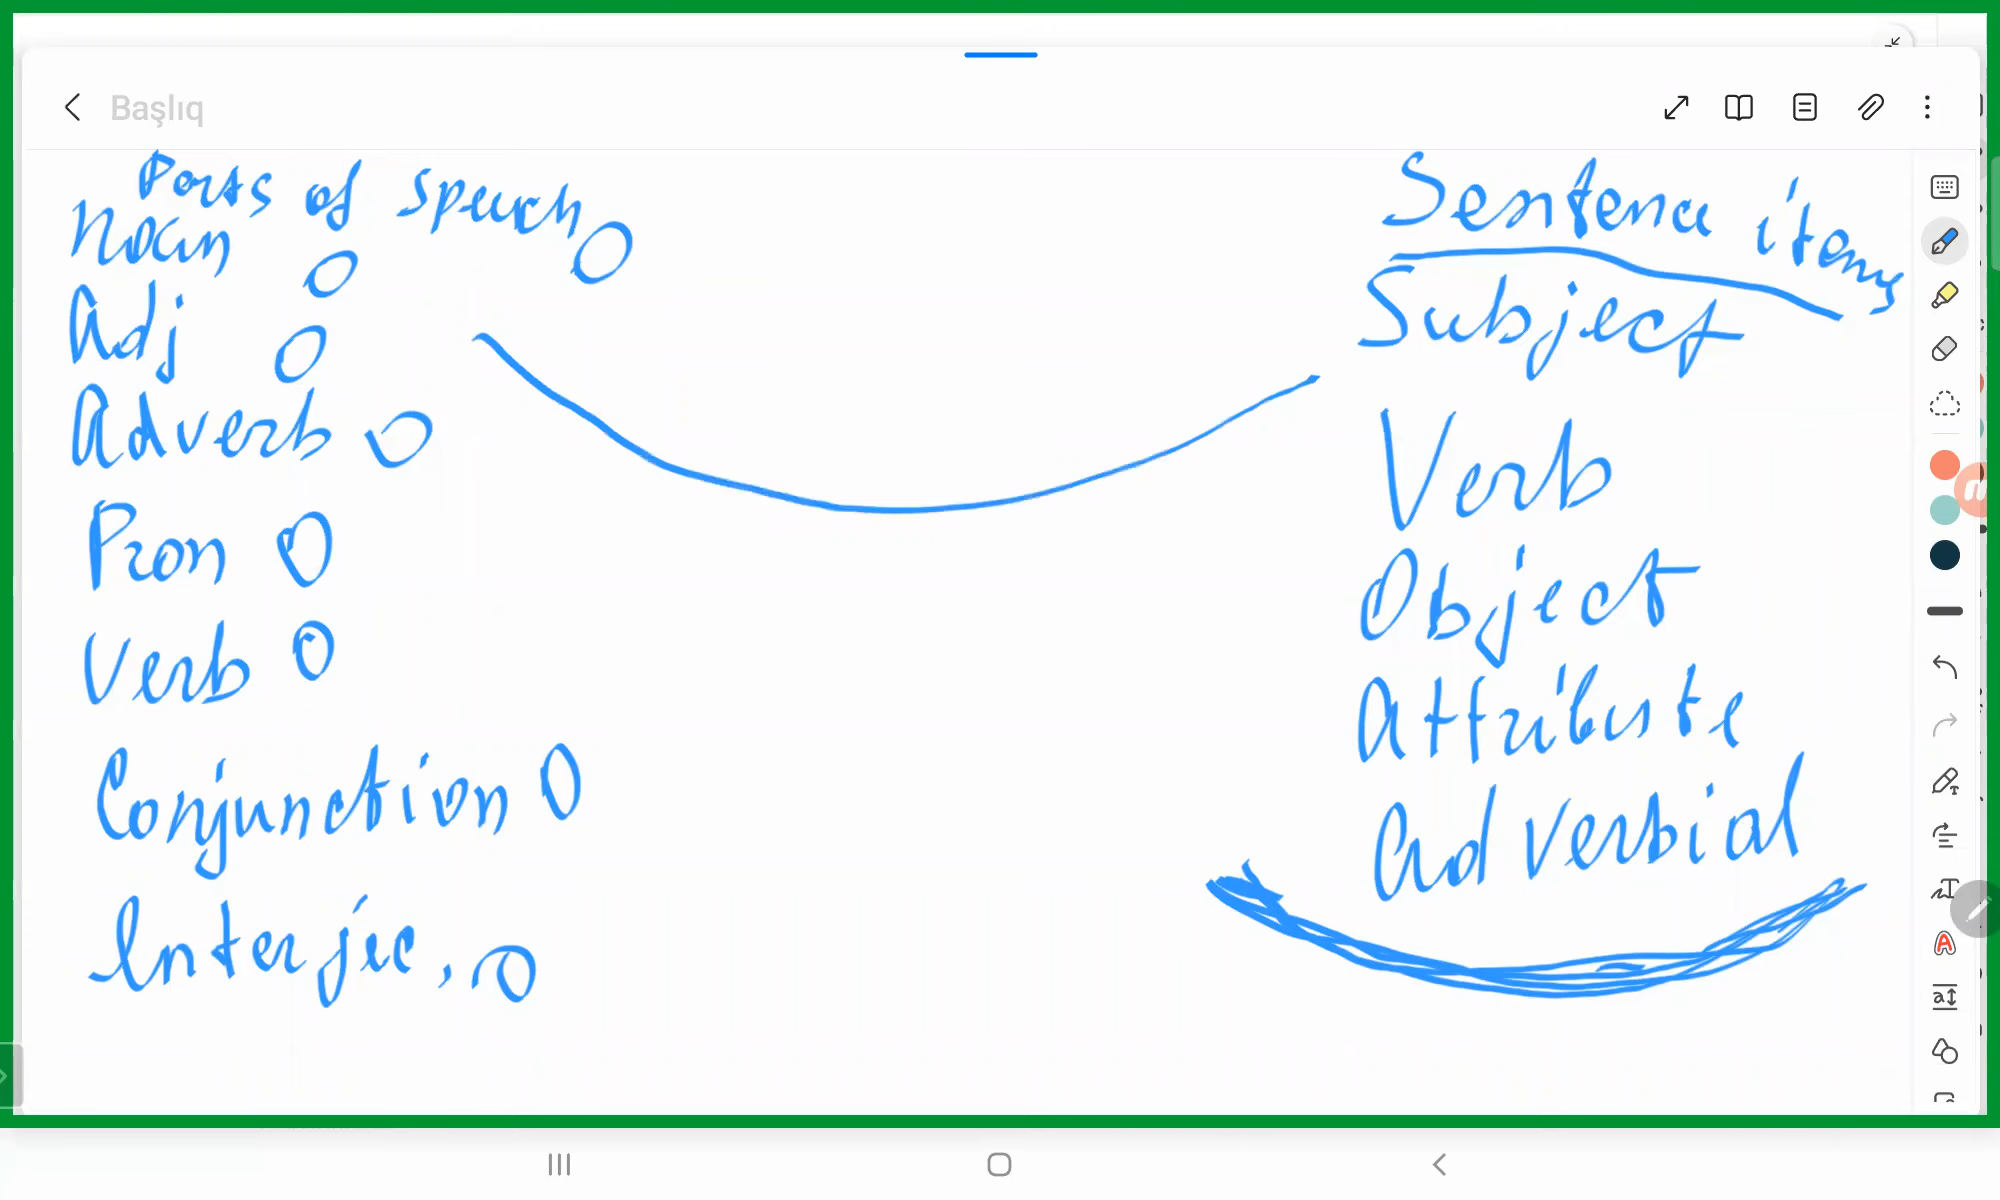 Başlıq
Parts of speech
Noun
Adj
Adverb
Pron
Verb
Conjunction
Interjec.
Sentence items
Subject
Verb
Object
Attribute
Adverbial